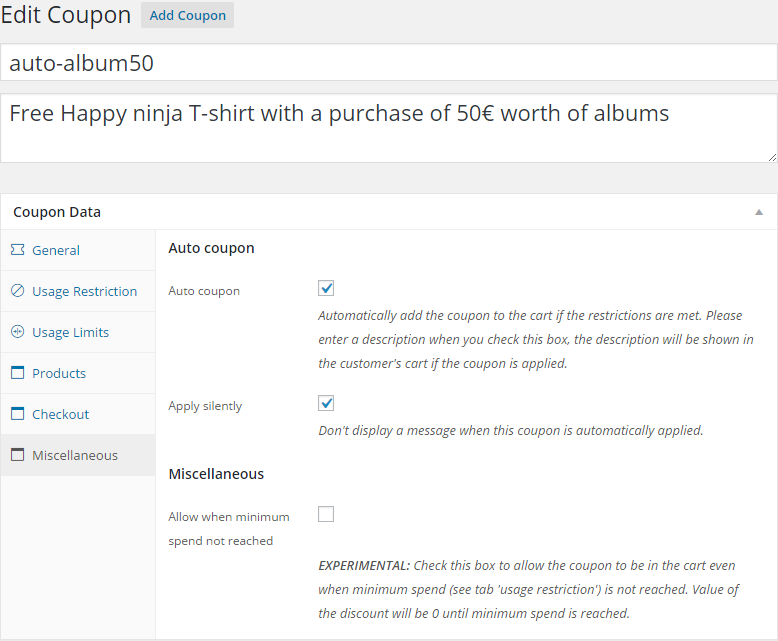 Edit Coupon Add Coupon
auto-album50
Free Happy ninja T-shirt with a purchase of 50€ worth of albums
Coupon Data
General
Usage Restriction
Usage Limits
Products
Checkout
Miscellaneous
Auto coupon
Auto coupon
Automatically add the coupon to the cart if the restrictions are met. Please
enter a description when you check this box, the description will be shown in
the customer's cart if the coupon is applied.
Apply silently
Don't display a message when this coupon is automatically applied.
Miscellaneous
Allow when minimum
spend not reached
EXPERIMENTAL: Check this box to allow the coupon to be in the cart even
when minimum spend (see tab 'usage restriction') is not reached. Value of
the discount will be 0 until minimum spend is reached.